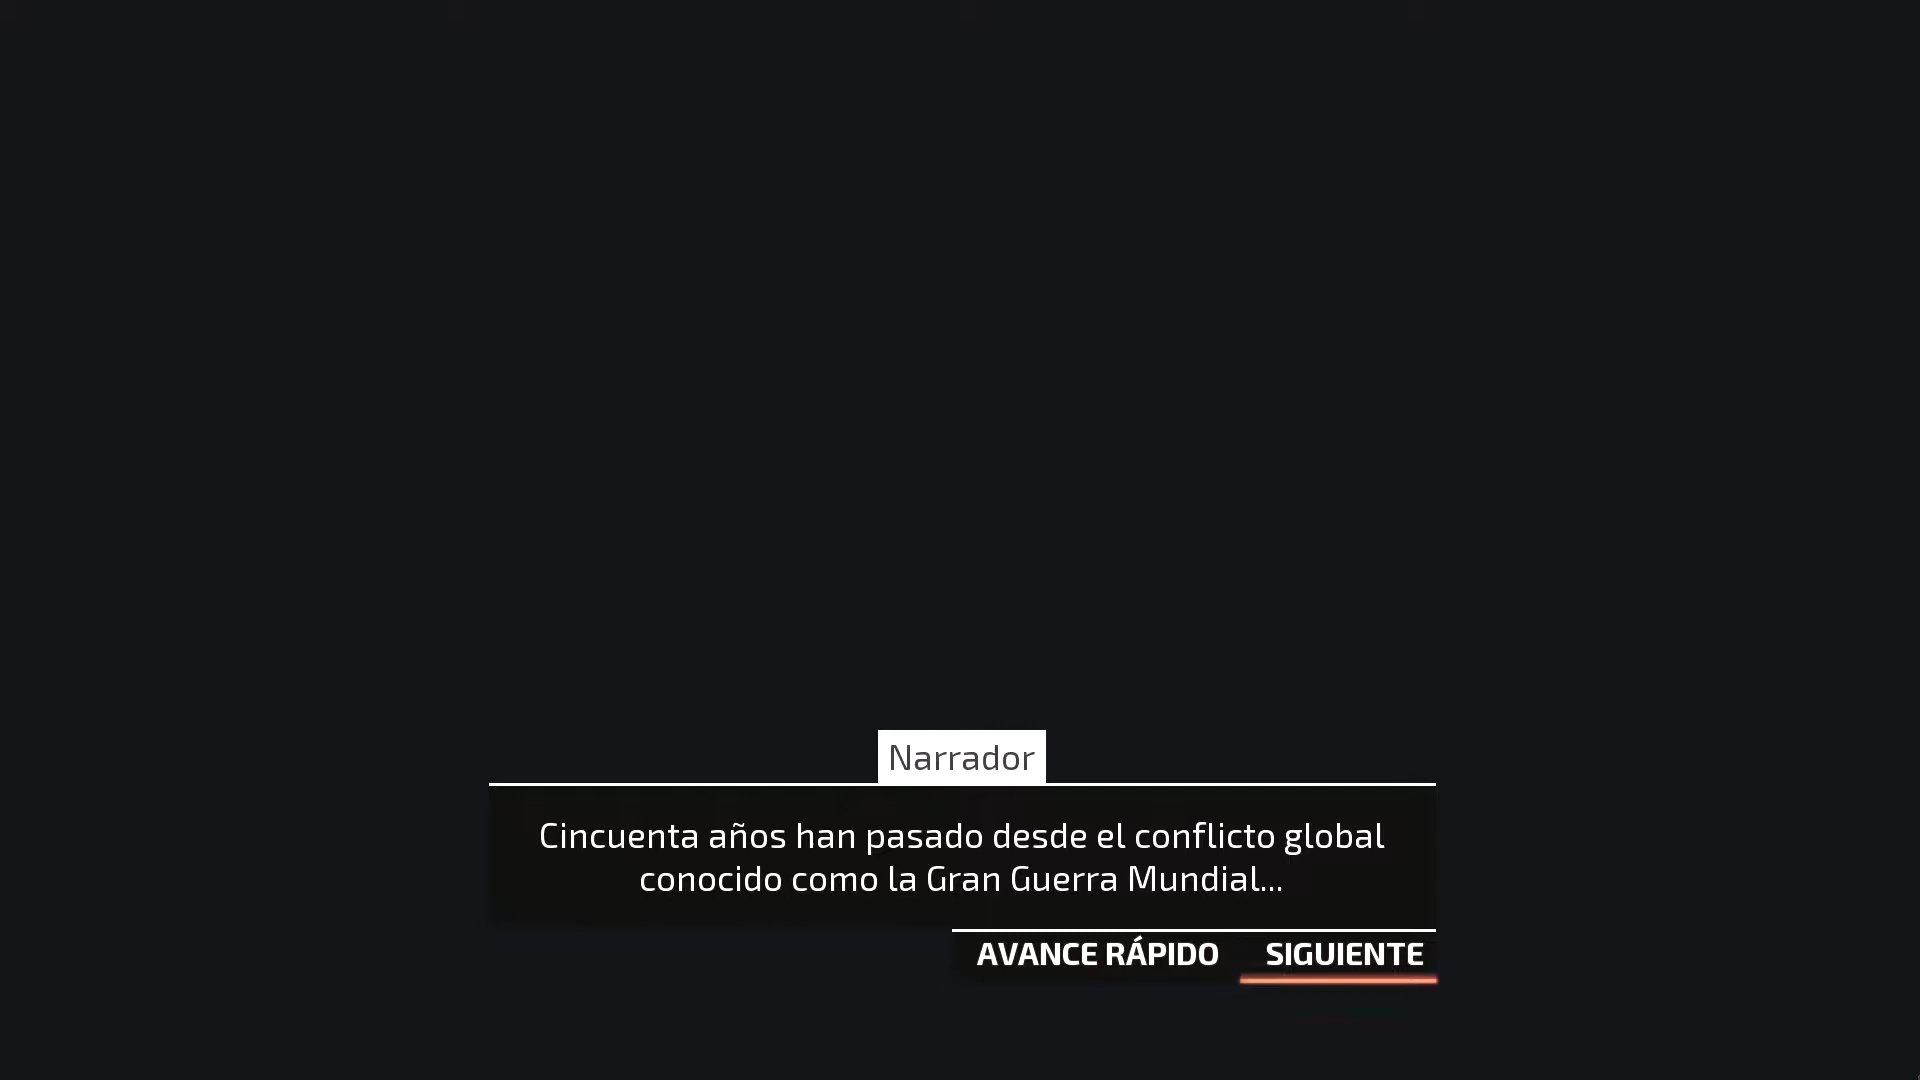 Narrador
Cincuenta años han pasado desde el conflicto global
conocido como la Gran Guerra Mundial...
AVANCE RÁPIDO SIGUIENTE